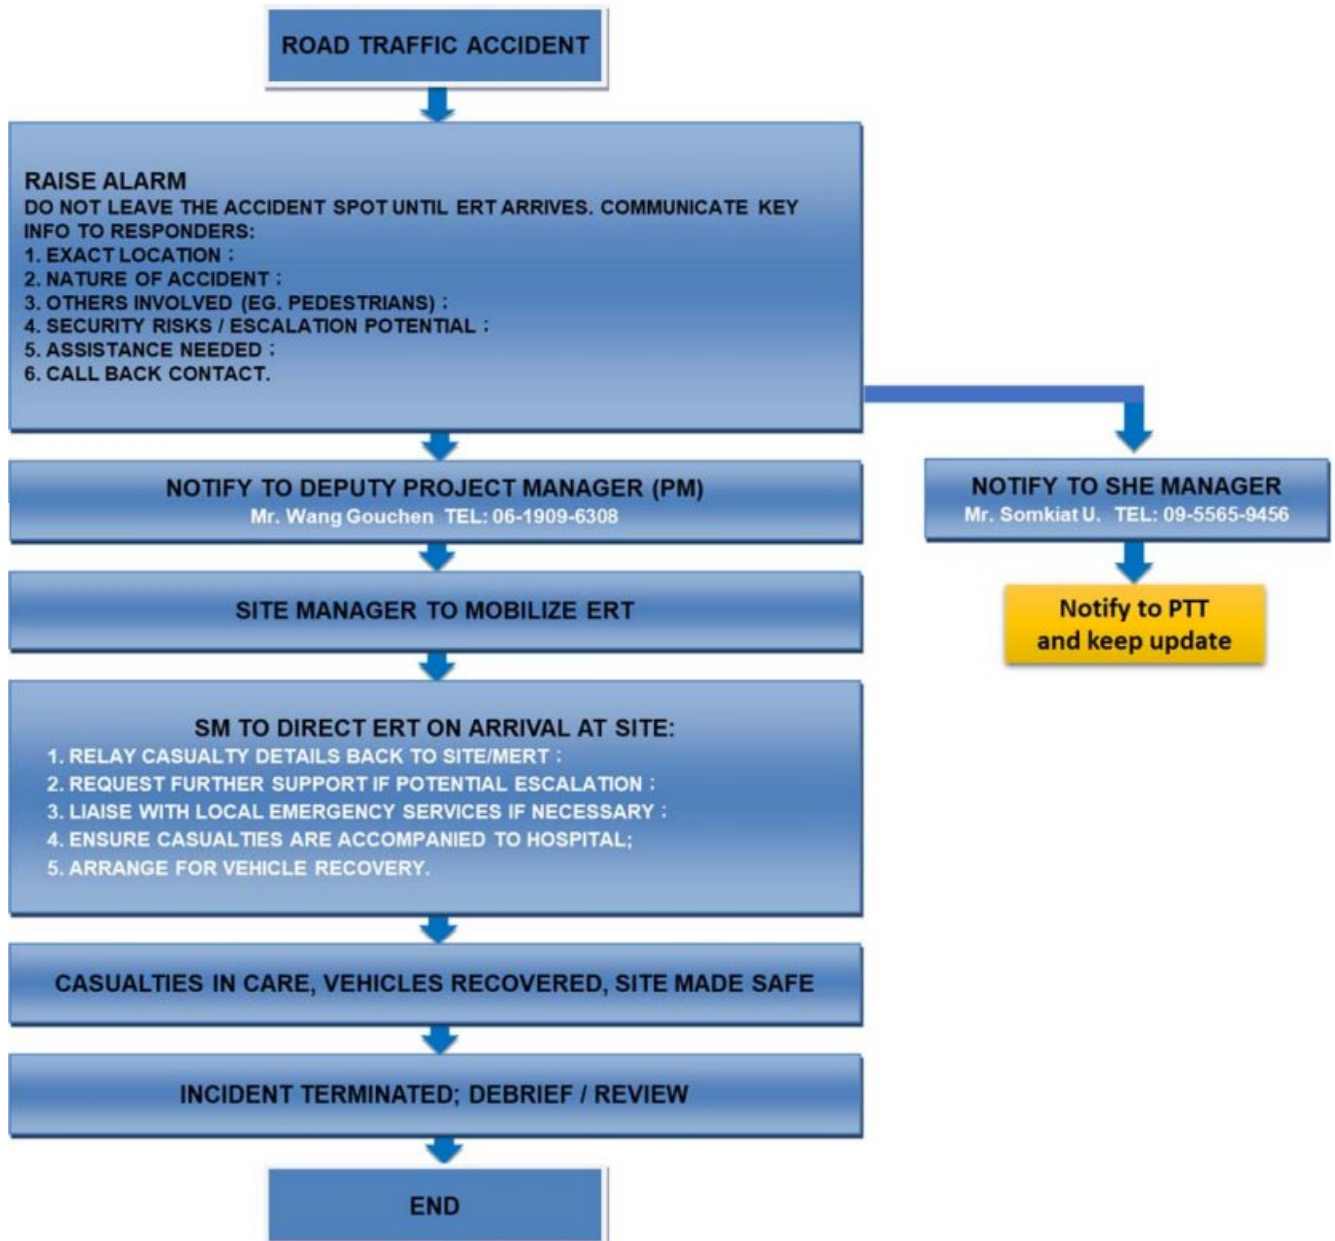 ROAD TRAFFIC ACCIDENT
RAISE ALARM
DO NOT LEAVE THE ACCIDENT SPOT UNTIL ERT ARRIVES. COMMUNICATE KEY
INFO TO RESPONDERS:
1. EXACT LOCATION；
2. NATURE OF ACCIDENT；
3. OTHERS INVOLVED (EG. PEDESTRIANS)；
4. SECURITY RISKS / ESCALATION POTENTIAL；
5. ASSISTANCE NEEDED；
6. CALL BACK CONTACT.
NOTIFY TO DEPUTY PROJECT MANAGER (PM)
Mr. Wang Gouchen TEL: 06-1909-6308
NOTIFY TO SHE MANAGER
Mr. Somkiat U. TEL: 09-5565-9456
SITE MANAGER TO MOBILIZE ERT
Notify to PTT
and keep update
SM TO DIRECT ERT ON ARRIVAL AT SITE:
1. RELAY CASUALTY DETAILS BACK TO SITE/MERT；
2. REQUEST FURTHER SUPPORT IF POTENTIAL ESCALATION；
3. LIAISE WITH LOCAL EMERGENCY SERVICES IF NECESSARY；
4. ENSURE CASUALTIES ARE ACCOMPANIED TO HOSPITAL;
5. ARRANGE FOR VEHICLE RECOVERY.
CASUALTIES IN CARE, VEHICLES RECOVERED, SITE MADE SAFE
INCIDENT TERMINATED; DEBRIEF / REVIEW
END